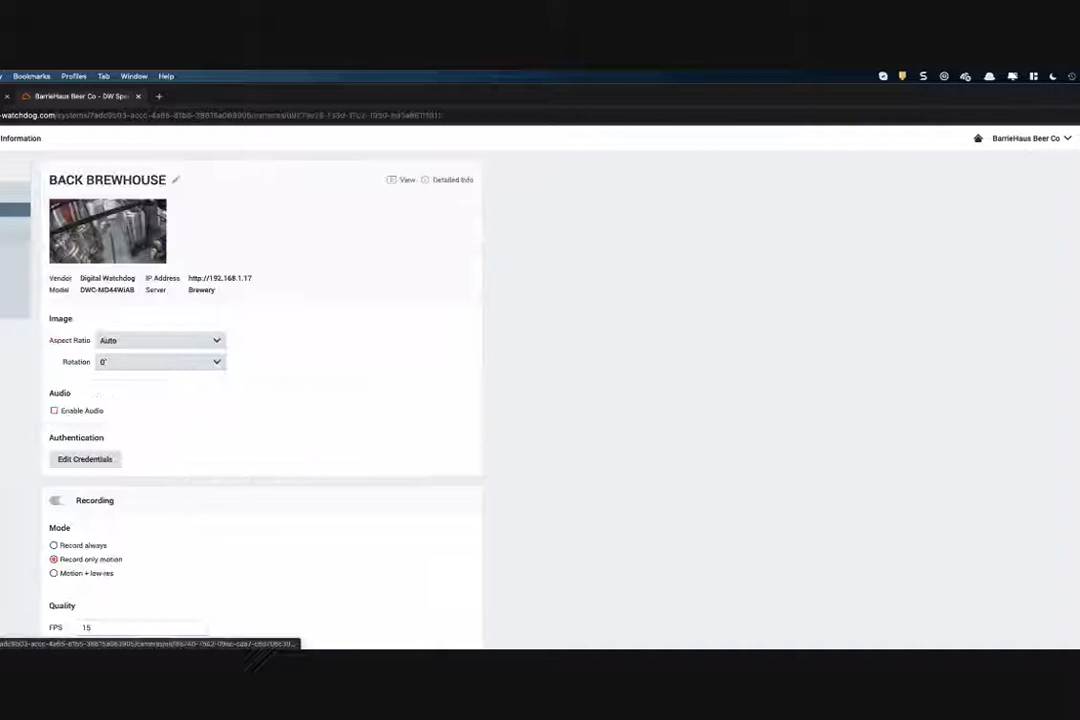 Bookmarks Profiles Tab Window Help
BarrieHaus Beer Co - DW Spe
Information
BarrieHaus Beer Co
BACK BREWHOUSE
View
Detailed Info
Vendor Digital Watchdog IP Address http://192.168.1.17
Model DWC-MD44WiAB Server Brewery
Image
Aspect Ratio Auto
Rotation 0°
Audio
Enable Audio
Authentication
Edit Credentials
Recording
Mode
Record always
Record only motion
Motion + low-res
Quality
FPS 15